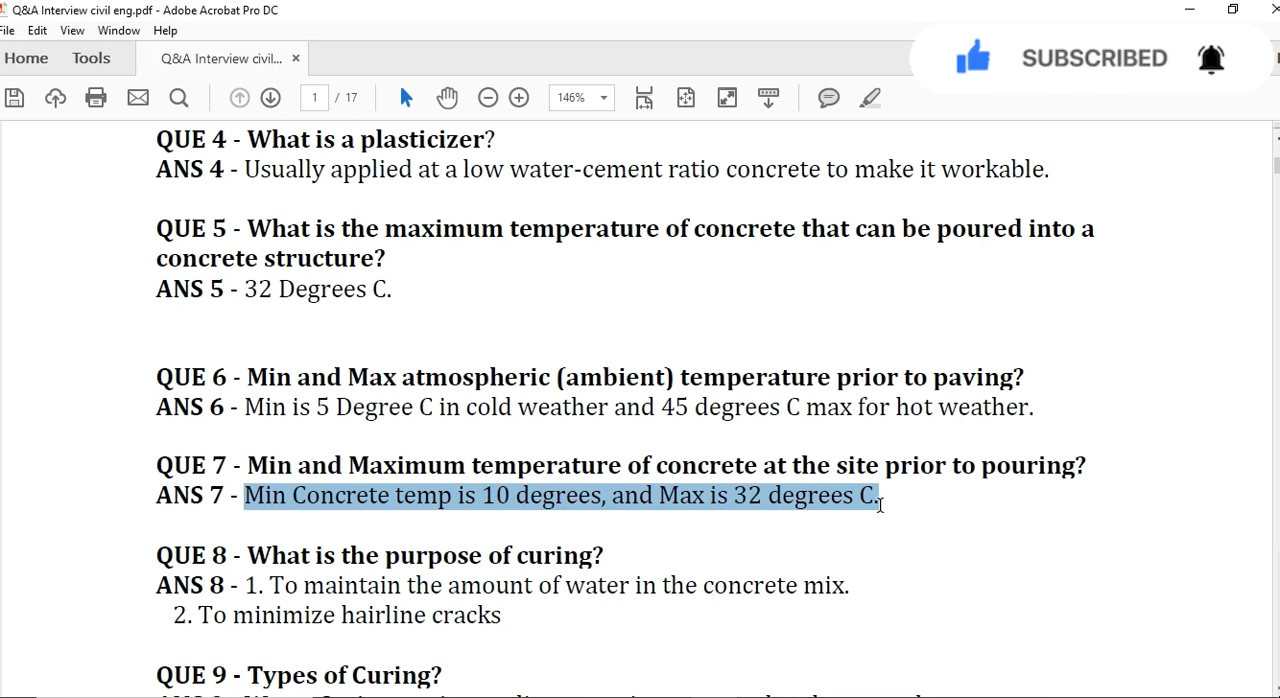 Q&A Interview civil eng.pdf - Adobe Acrobat Pro DC
File Edit View Window Help
Home Tools Q&A Interview civil... × SUBSCRIBED
1 / 17 146%
QUE 4 - What is a plasticizer?
ANS 4 - Usually applied at a low water-cement ratio concrete to make it workable.
QUE 5 - What is the maximum temperature of concrete that can be poured into a
concrete structure?
ANS 5 - 32 Degrees C.
QUE 6 - Min and Max atmospheric (ambient) temperature prior to paving?
ANS 6 - Min is 5 Degree C in cold weather and 45 degrees C max for hot weather.
QUE 7 - Min and Maximum temperature of concrete at the site prior to pouring?
ANS 7 - Min Concrete temp is 10 degrees, and Max is 32 degrees C.
QUE 8 - What is the purpose of curing?
ANS 8 - 1. To maintain the amount of water in the concrete mix.
2. To minimize hairline cracks
QUE 9 - Types of Curing?